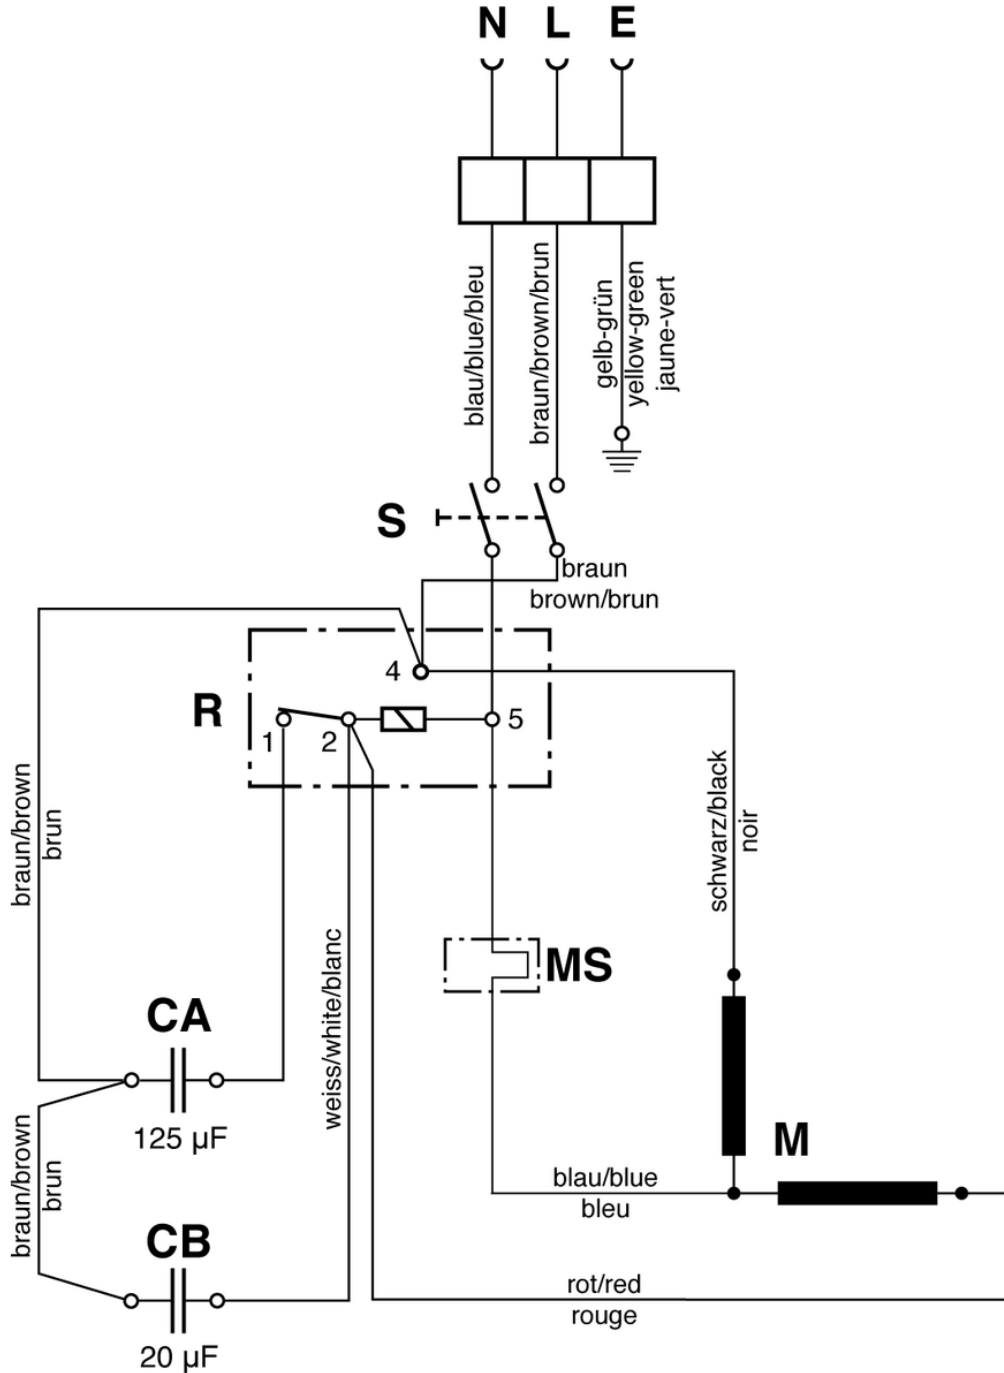 N L E
blau/blue/bleu
braun/brown/brun
gelb-grün
yellow-green
jaune-vert
S
braun
brown/brun
4
R
1
2
5
braun/brown
brun
schwarz/black
noir
MS
weiss/white/blanc
CA
125 µF
M
braun/brown
brun
blau/blue
bleu
CB
20 µF
rot/red
rouge